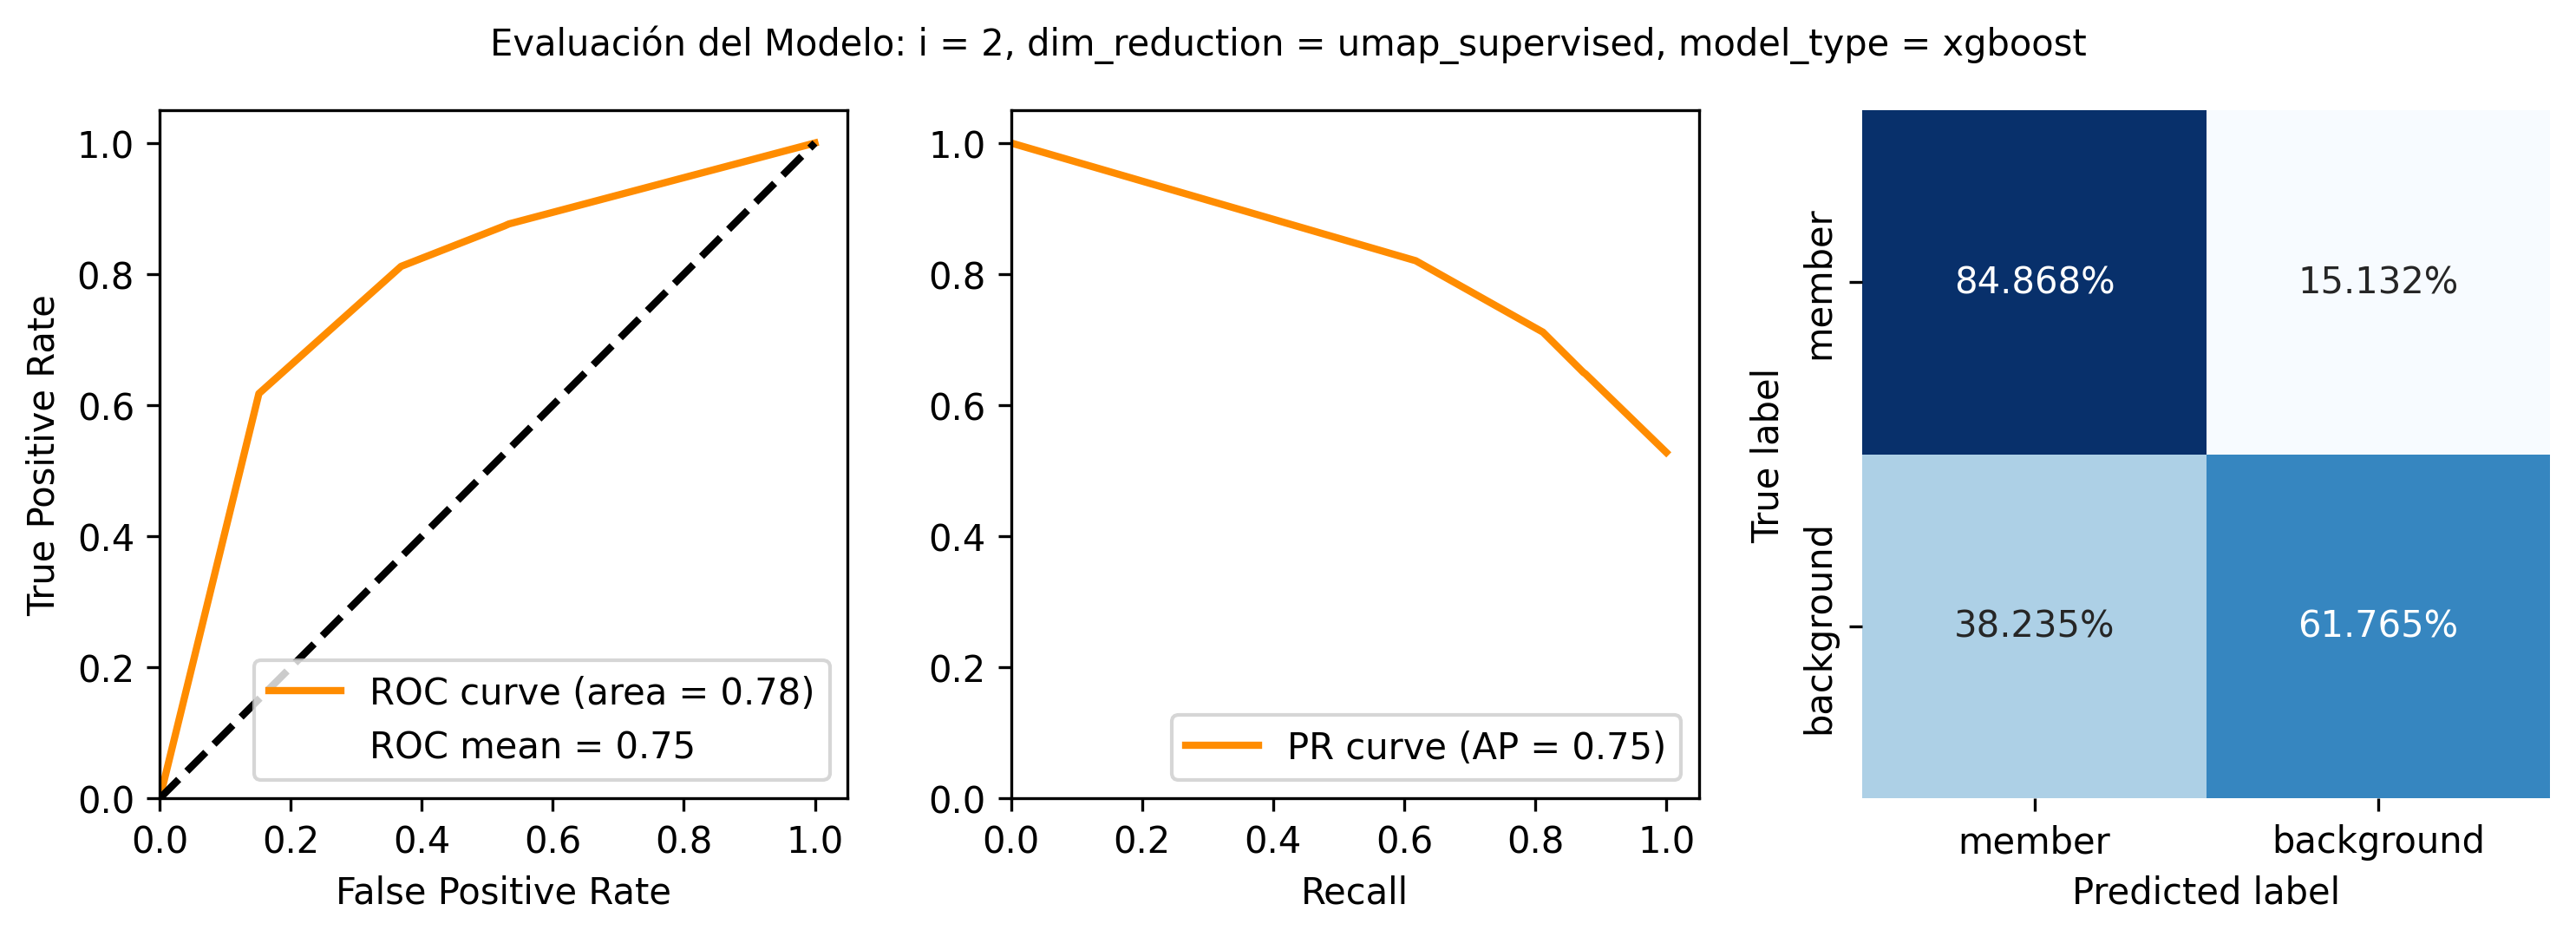 Evaluación del Modelo: i = 2, dim_reduction = umap_supervised, model_type = xgboost
True Positive Rate
1.0
0.8
0.6
0.4
0.2
0.0
0.0 0.2 0.4 0.6 0.8 1.0
False Positive Rate
ROC curve (area = 0.78)
ROC mean = 0.75
1.0
0.8
0.6
0.4
0.2
0.0
0.0 0.2 0.4 0.6 0.8 1.0
Recall
PR curve (AP = 0.75)
True label
member
background
84.868% 15.132%
38.235% 61.765%
member background
Predicted label